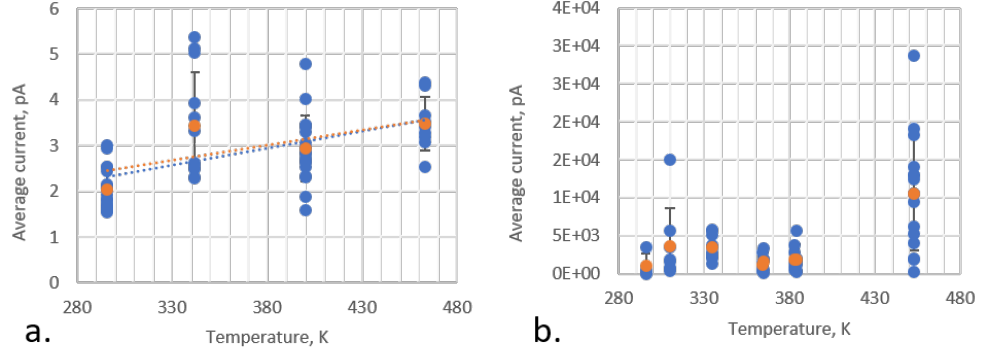 6
5
4
3
2
1
0
Average current, pA
280
330
380
430
480
Temperature, K
a.
4E+04
3E+04
3E+04
2E+04
2E+04
1E+04
5E+03
0E+00
Average current, pA
280
330
380
430
480
Temperature, K
b.